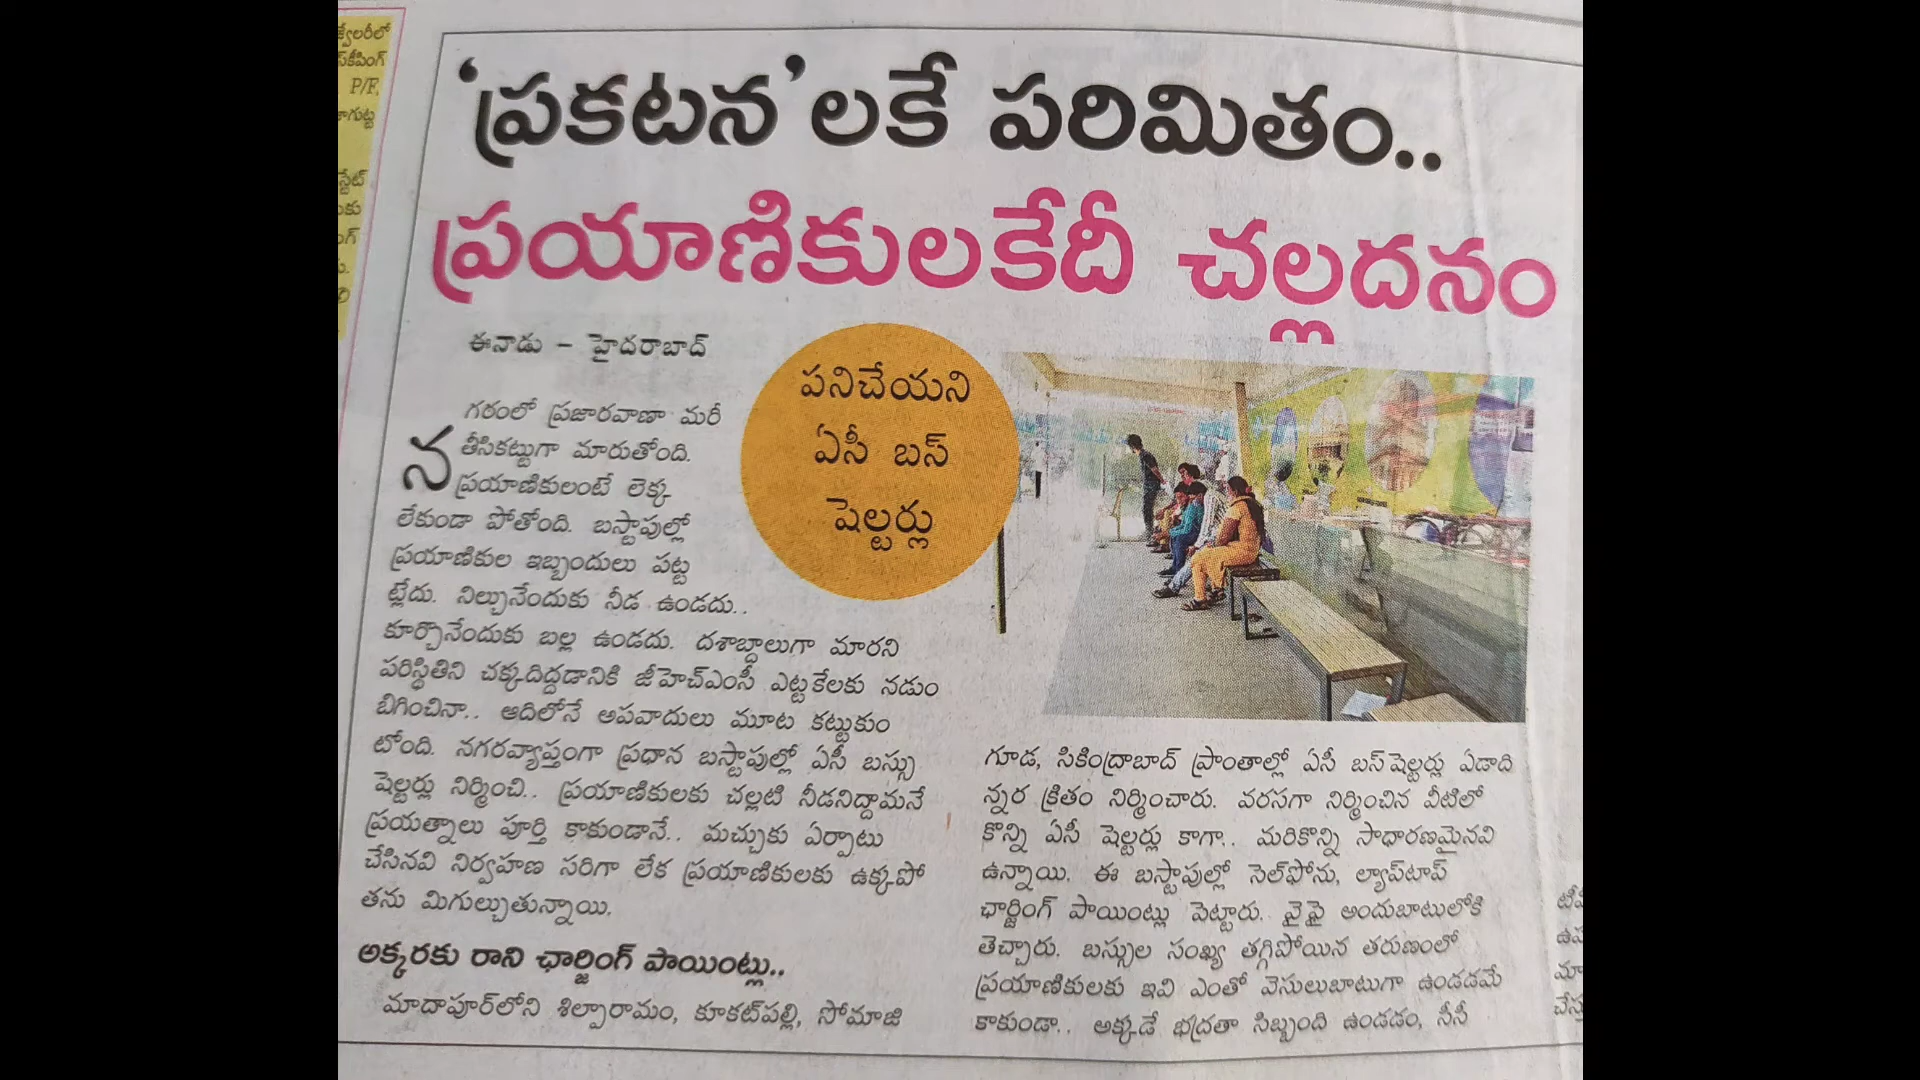 ‘ప్రకటన’లకే పరిమితం..
ప్రయాణికులకేదీ చల్లదనం
ఈనాడు - హైదరాబాద్
పనిచేయని
ఏసీ బస్
షెల్టర్లు
నగరంలో ప్రజారవాణా మరీ
తీసికట్టుగా మారుతోంది.
ప్రయాణికులంటే లెక్క
లేకుండా పోతోంది. బస్టాపుల్లో
ప్రయాణికుల ఇబ్బందులు పట్ట
ట్లేదు. నిల్చునేందుకు నీడ ఉండదు..
కూర్చొనేందుకు బల్ల ఉండదు. దశాబ్దాలుగా మారని
పరిస్థితిని చక్కదిద్దడానికి జీహెచ్ఎంసీ ఎట్టకేలకు నడుం
బిగించినా.. ఆదిలోనే అపవాదులు మూట కట్టుకుం
టోంది. నగరవ్యాప్తంగా ప్రధాన బస్టాపుల్లో ఏసీ బస్సు
షెల్టర్లు నిర్మించి.. ప్రయాణికులకు చల్లటి నీడనిద్దామనే
ప్రయత్నాలు పూర్తి కాకుండానే.. మచ్చుకు ఏర్పాటు
చేసినవి నిర్వహణ సరిగా లేక ప్రయాణికులకు ఉక్కపో
తను మిగుల్చుతున్నాయి.
అక్కరకు రాని ఛార్జింగ్ పాయింట్లు..
మాదాపూర్‌లోని శిల్పారామం, కూకట్‌పల్లి, సోమాజి
గూడ, సికింద్రాబాద్ ప్రాంతాల్లో ఏసీ బస్‌షెల్టర్లు ఏడాది
న్నర క్రితం నిర్మించారు. వరసగా నిర్మించిన వీటిలో
కొన్ని ఏసీ షెల్టర్లు కాగా.. మరికొన్ని సాధారణమైనవి
ఉన్నాయి. ఈ బస్టాపుల్లో సెల్‌ఫోను, ల్యాప్‌టాప్
ఛార్జింగ్ పాయింట్లు పెట్టారు. వైఫై అందుబాటులోకి
తెచ్చారు. బస్సుల సంఖ్య తగ్గిపోయిన తరుణంలో
ప్రయాణికులకు ఇవి ఎంతో వెసులుబాటుగా ఉండడమే
కాకుండా.. అక్కడే భద్రతా సిబ్బంది ఉండడం, సీసీ
P/F,